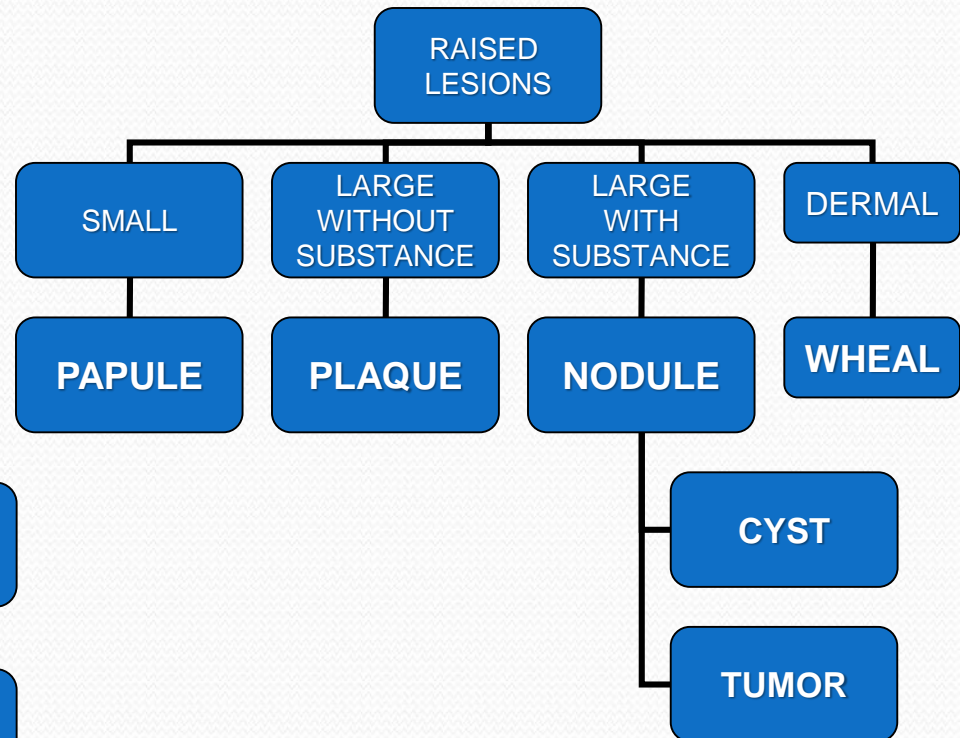 RAISED
LESIONS
SMALL
LARGE
WITHOUT
SUBSTANCE
LARGE
WITH
SUBSTANCE
DERMAL
PAPULE
PLAQUE
NODULE
WHEAL
CYST
TUMOR